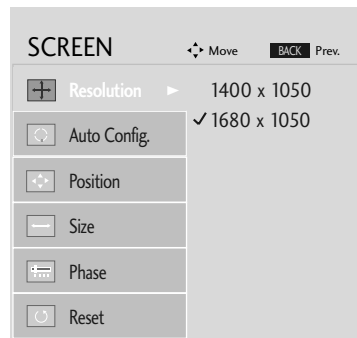 SCREEN Move BACK Prev.
Resolution 1400 x 1050
✓ 1680 x 1050
Auto Config.
Position
Size
Phase
Reset